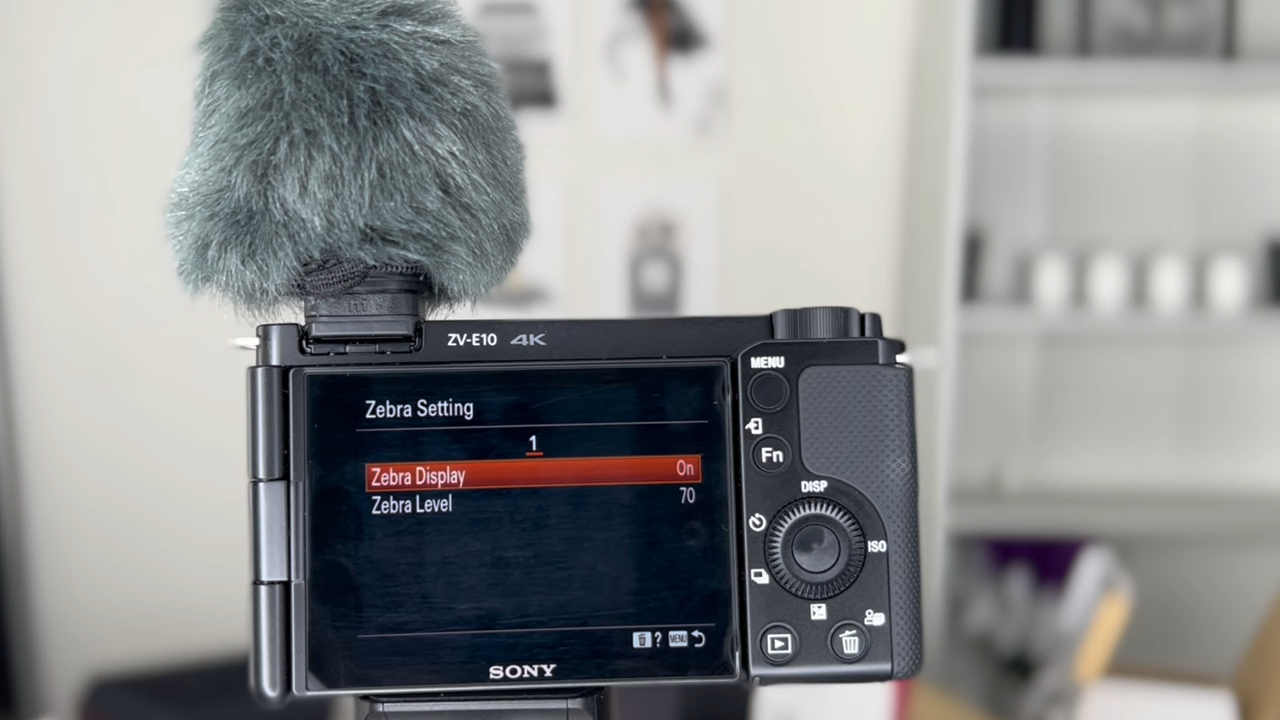 ZV-E10 4K
MENU
Zebra Setting
1
Fn
Zebra Display On
DISP
Zebra Level 70
ISO
? MENU
SONY